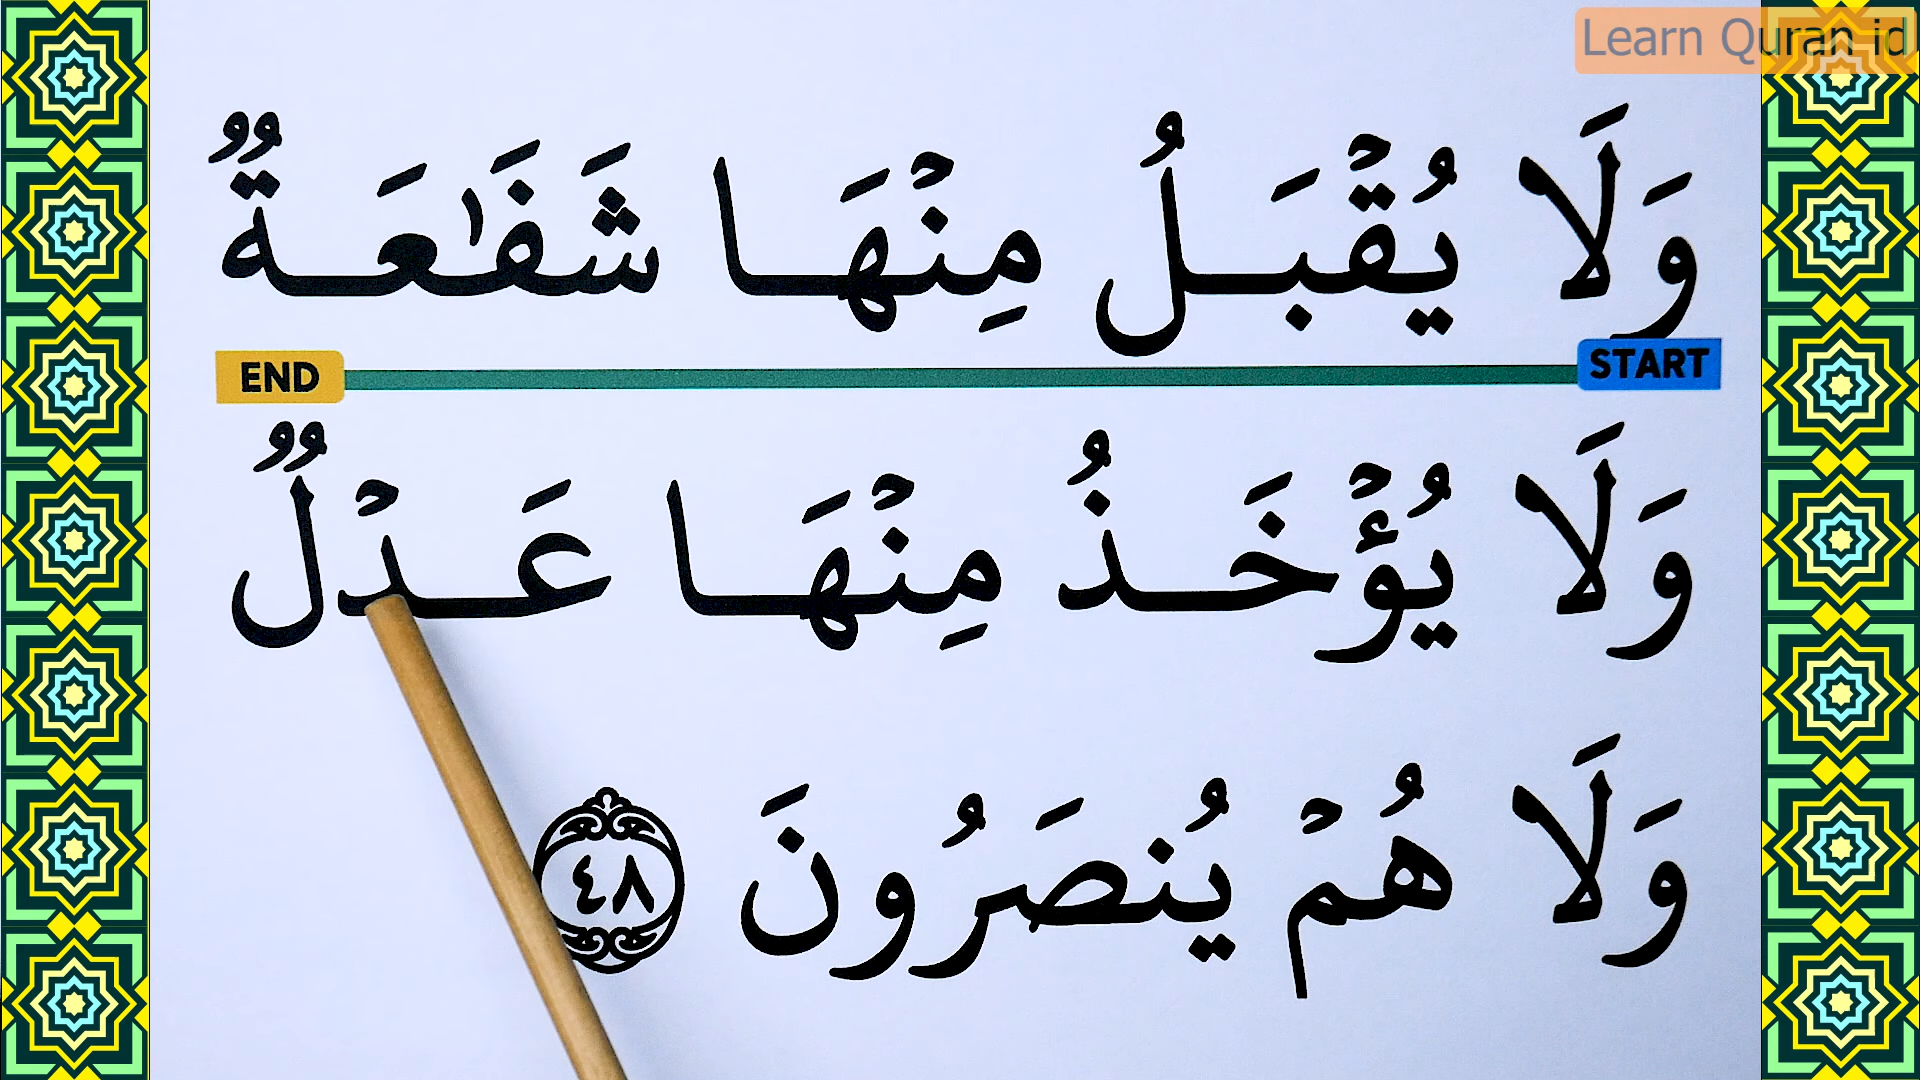 Learn Quran id
وَلَا يُقۡبَلُ مِنۡهَا شَفَٰعَةٌ
START END
وَلَا يُؤۡخَذُ مِنۡهَا عَدۡلٌ
وَلَا هُمۡ يُنصَرُونَ ٤٨